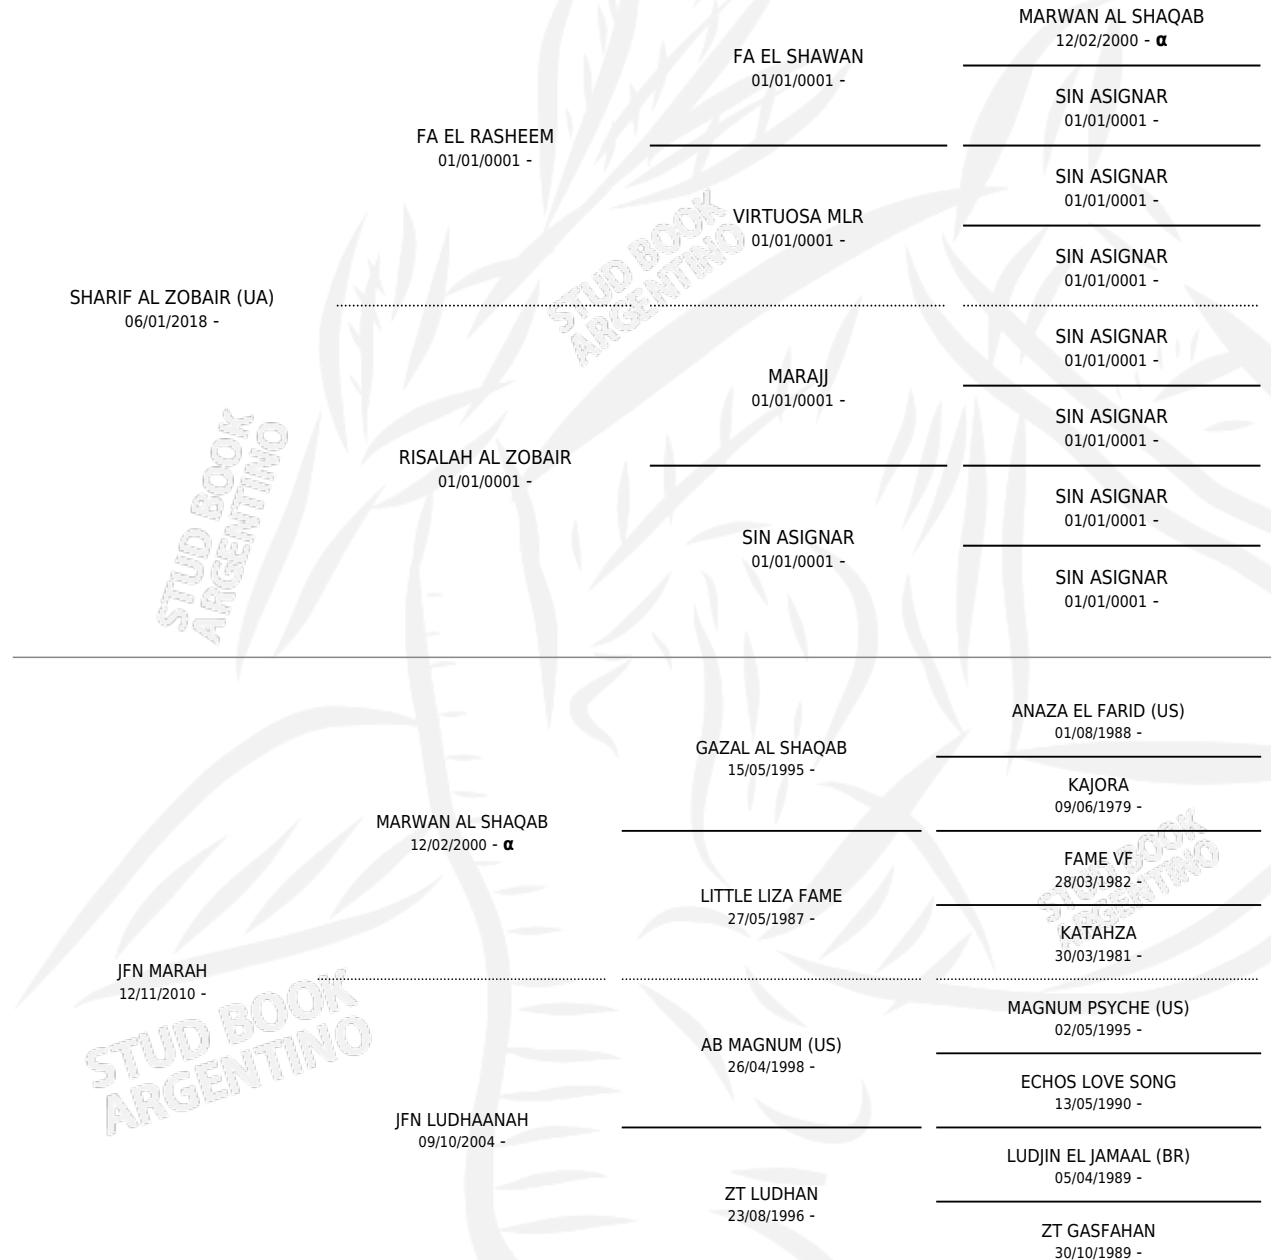 MARWAN AL SHAQAB
12/02/2000 - α
FA EL SHAWAN
01/01/0001 -
SIN ASIGNAR
01/01/0001 -
FA EL RASHEEM
01/01/0001 -
SIN ASIGNAR
01/01/0001 -
VIRTUOSA MLR
01/01/0001 -
SIN ASIGNAR
01/01/0001 -
SHARIF AL ZOBAIR (UA)
06/01/2018 -
SIN ASIGNAR
01/01/0001 -
MARAJJ
01/01/0001 -
SIN ASIGNAR
01/01/0001 -
RISALAH AL ZOBAIR
01/01/0001 -
SIN ASIGNAR
01/01/0001 -
SIN ASIGNAR
01/01/0001 -
SIN ASIGNAR
01/01/0001 -
STUD BOOK
ARGENTINO
STUD BOOK
ARGENTINO
ANAZA EL FARID (US)
01/08/1988 -
GAZAL AL SHAQAB
15/05/1995 -
KAJORA
09/06/1979 -
MARWAN AL SHAQAB
12/02/2000 - α
FAME VF
28/03/1982 -
LITTLE LIZA FAME
27/05/1987 -
KATAHZA
30/03/1981 -
JFN MARAH
12/11/2010 -
MAGNUM PSYCHE (US)
02/05/1995 -
AB MAGNUM (US)
26/04/1998 -
ECHOS LOVE SONG
13/05/1990 -
JFN LUDHAANAH
09/10/2004 -
LUDJIN EL JAMAAL (BR)
05/04/1989 -
ZT LUDHAN
23/08/1996 -
ZT GASFAHAN
30/10/1989 -
STUD BOOK
ARGENTINO
STUD BOOK
ARGENTINO